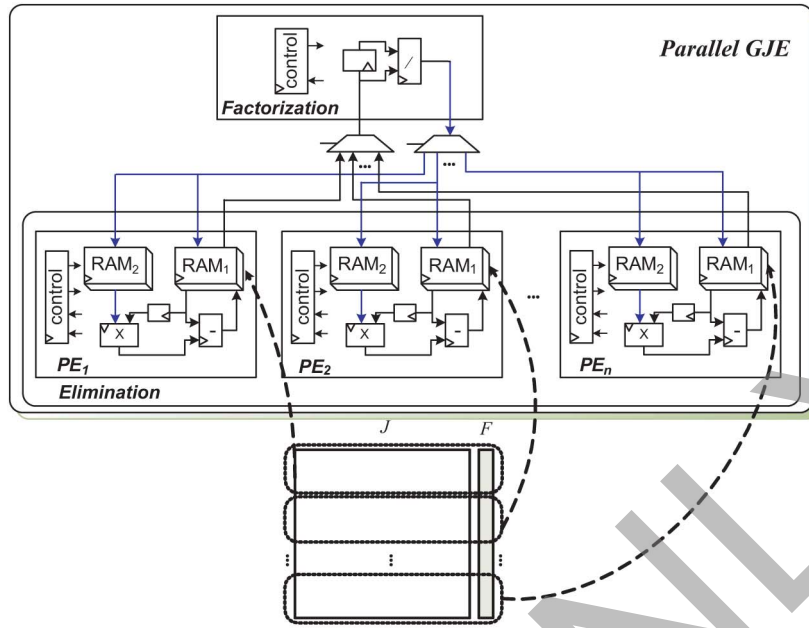 Parallel GJE
control
/
Factorization
...
...
control
RAM₂
RAM₁
x
-
PE₁
control
RAM₂
RAM₁
x
-
PE₂
...
control
RAM₂
RAM₁
x
-
PEₙ
Elimination
J
F
...
...
...